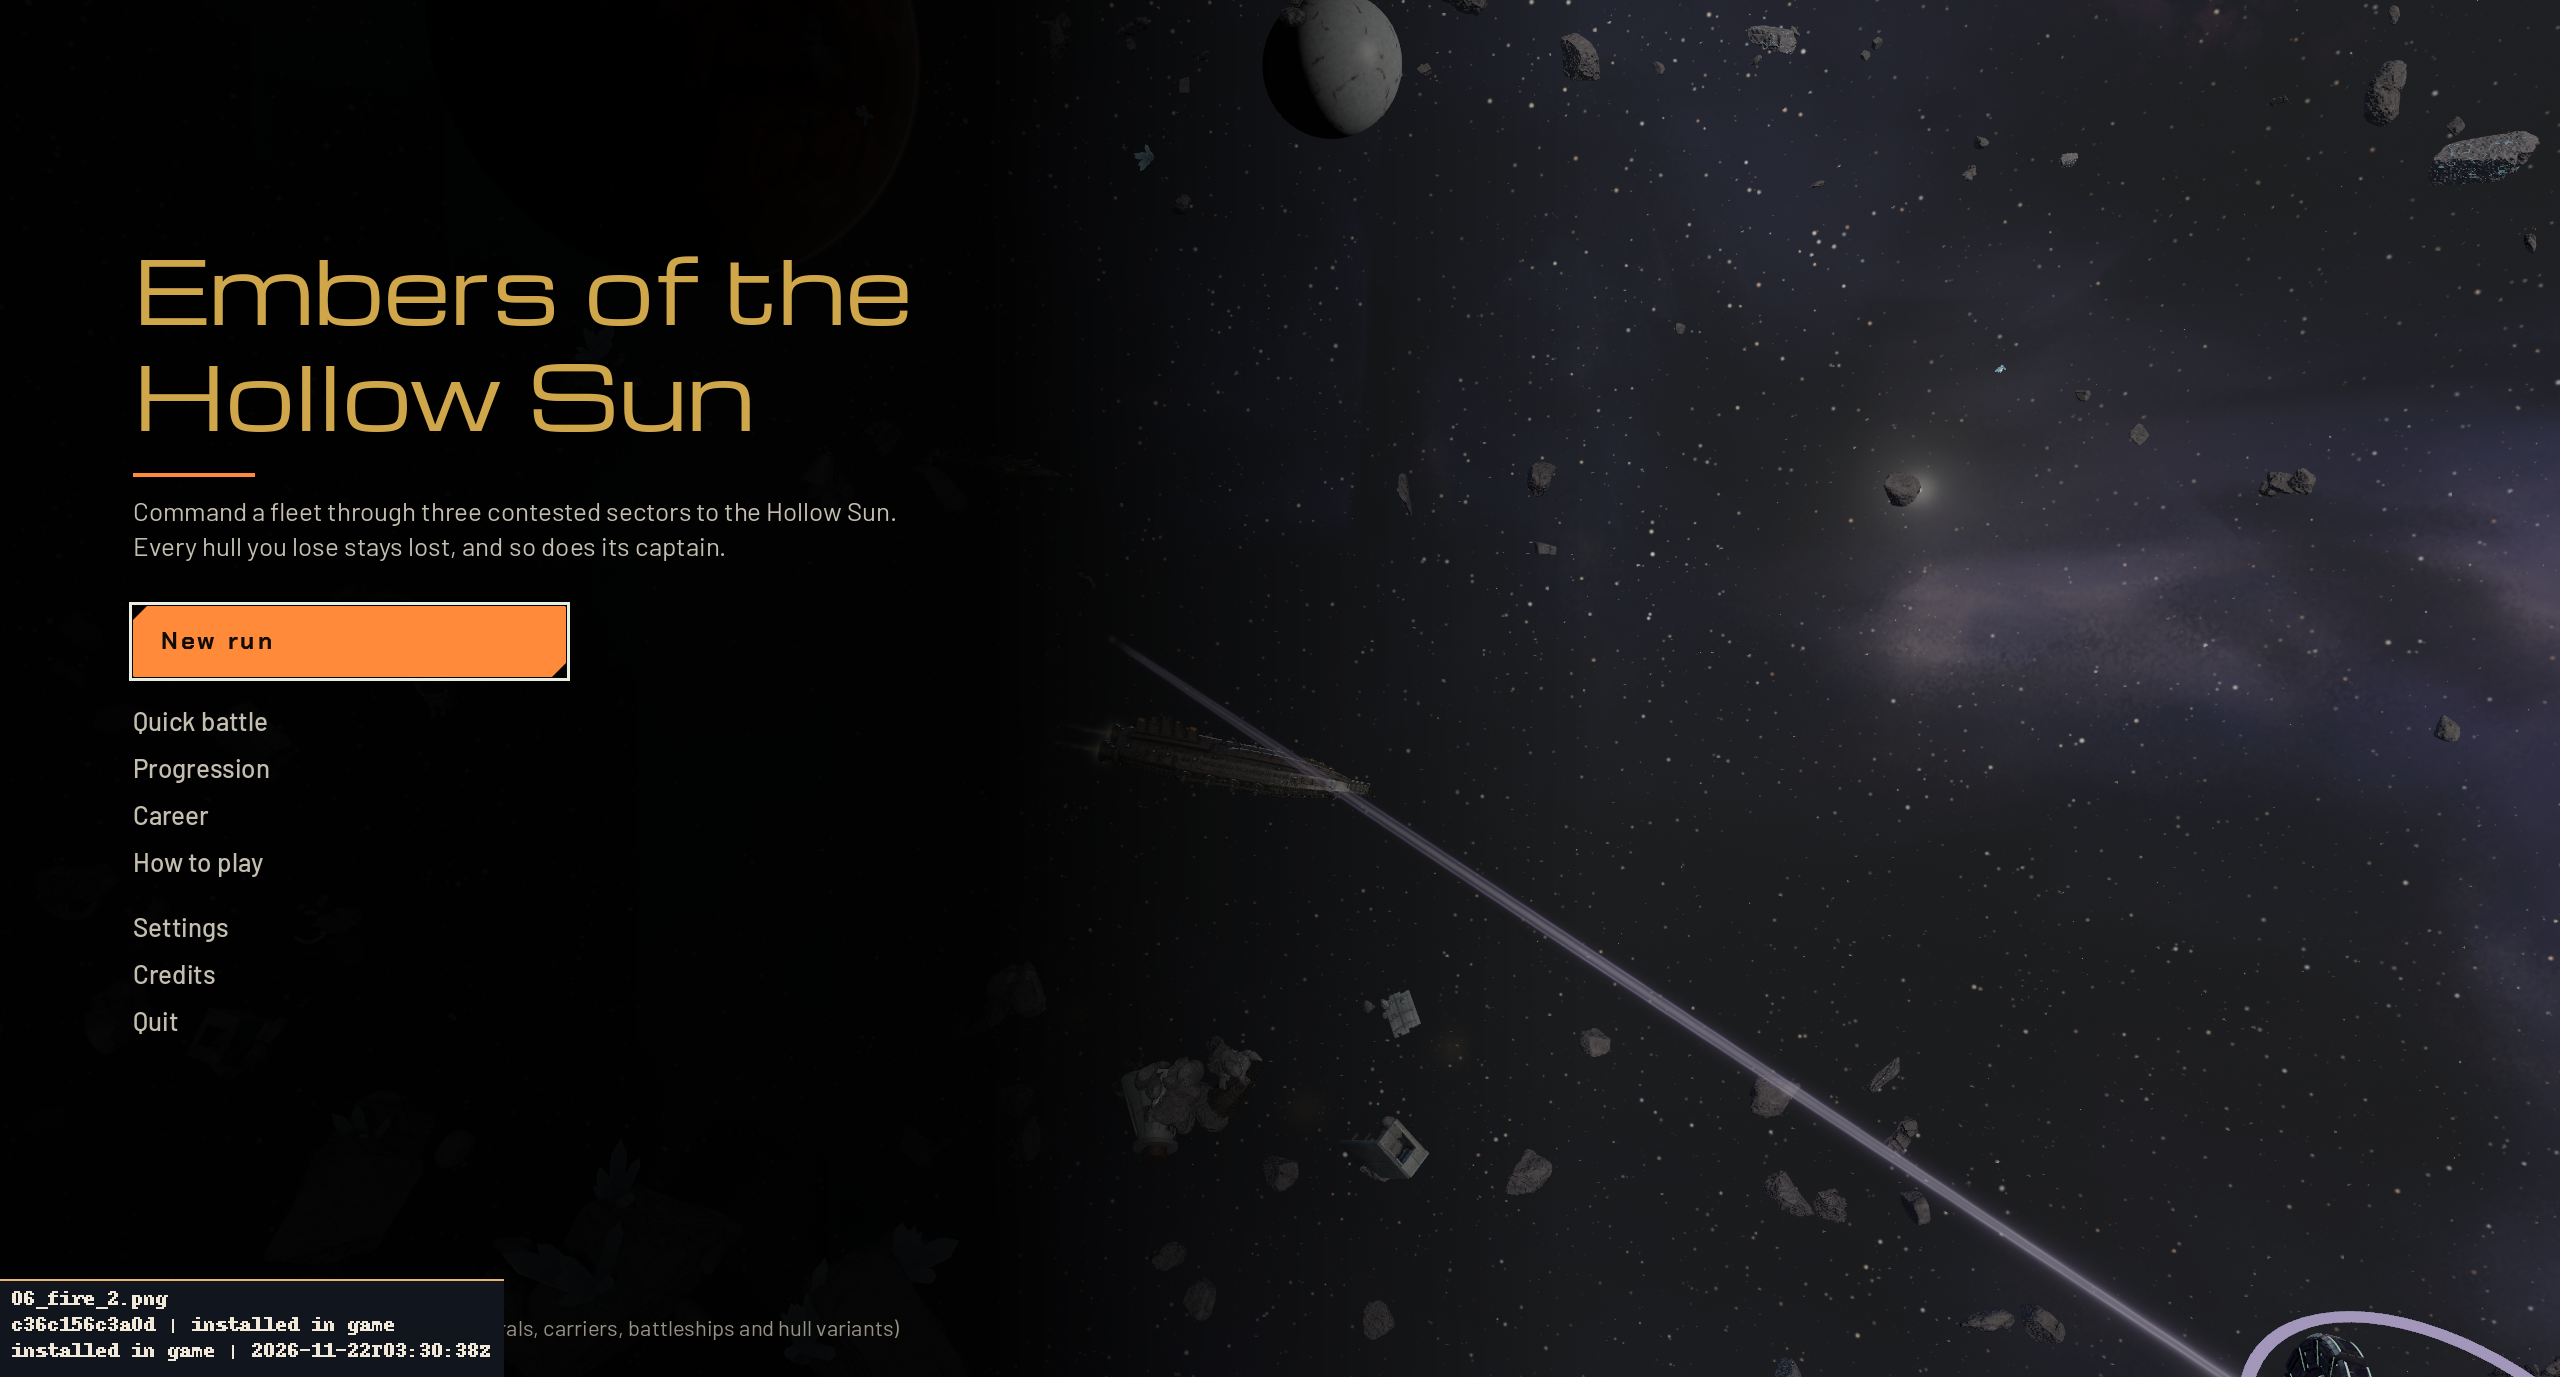 Embers of the
Hollow Sun
Command a fleet through three contested sectors to the Hollow Sun.
Every hull you lose stays lost, and so does its captain.
New run
Quick battle
Progression
Career
How to play
Settings
Credits
Quit
carriers, battleships and hull variants)
06_fire_2.png
c36c156c3a0d | installed in game
installed in game | 2026-11-22T03:30:38Z